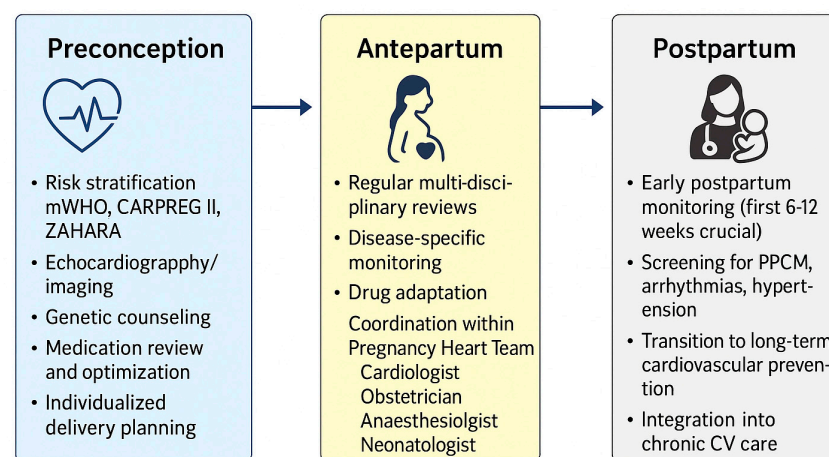 Preconception
• Risk stratification
mWHO, CARPREG II,
ZAHARA
• Echocardiograpphy/
imaging
• Genetic counseling
• Medication review
and optimization
• Individualized
delivery planning
Antepartum
• Regular multi-disci-
plinary reviews
• Disease-specific
monitoring
• Drug adaptation
Coordination within
Pregnancy Heart Team
Cardiologist
Obstetrician
Anaesthesiolgist
Neonatologist
Postpartum
• Early postpartum
monitoring (first 6-12
weeks crucial)
• Screening for PPCM,
arrhythmias, hypert-
ension
• Transition to long-term
cardiovascular preven-
tion
• Integration into
chronic CV care